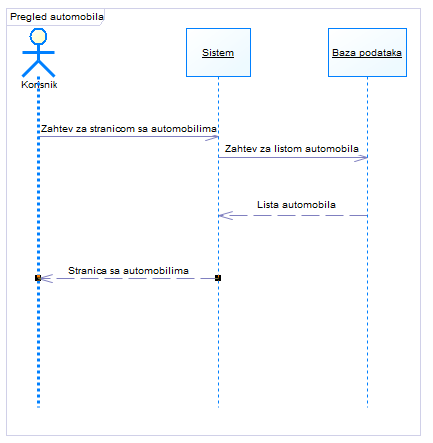 Pregled automobila
Korisnik
Sistem
Baza podataka
Zahtev za stranicom sa automobilima
Zahtev za listom automobila
Lista automobila
Stranica sa automobilima